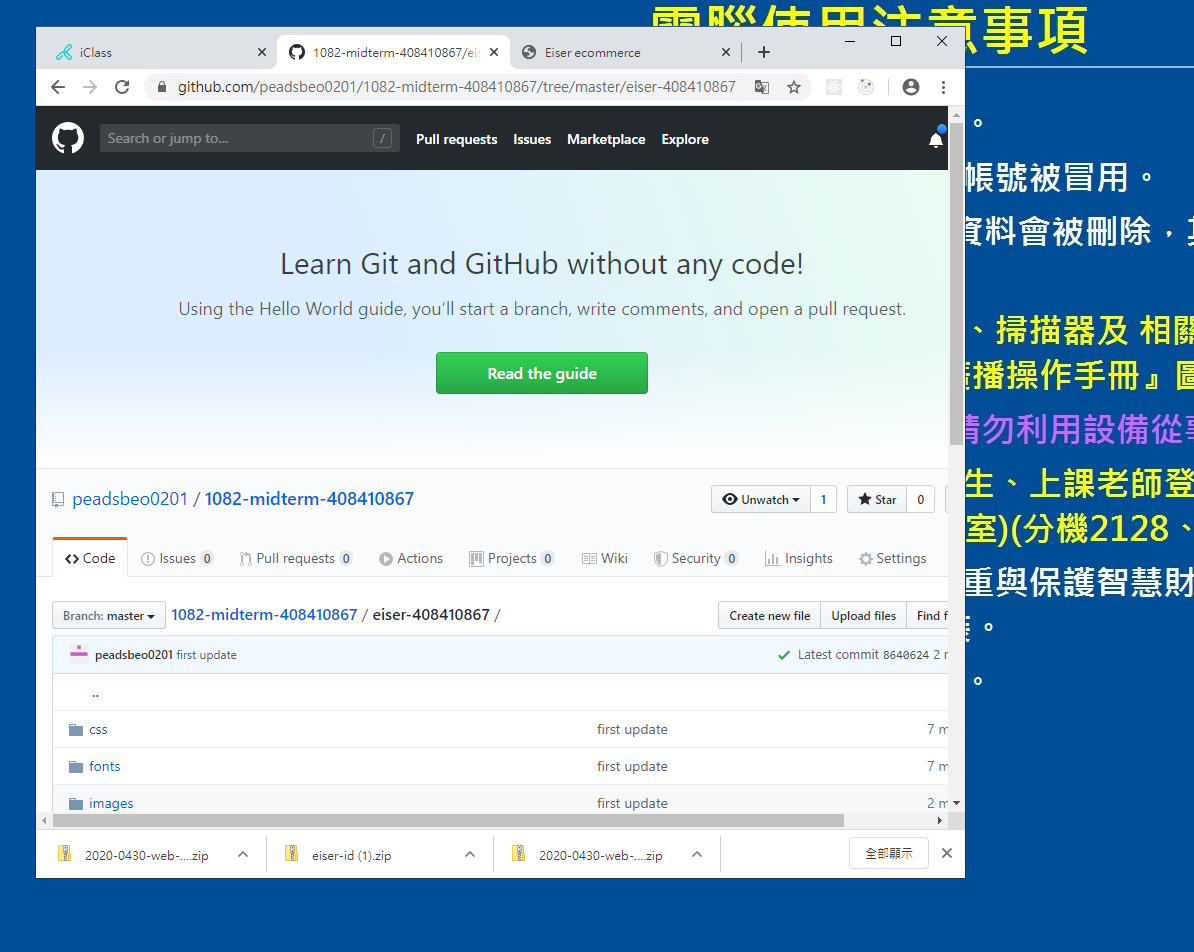 電腦使用注意事項
iClass
1082-midterm-408410867/eis
Eiser ecommerce
github.com/peadsbeo0201/1082-midterm-408410867/tree/master/eiser-408410867
Search or jump to...
/
Pull requests
Issues
Marketplace
Explore
。
帳號被冒用。
資料會被刪除，其
Learn Git and GitHub without any code!
Using the Hello World guide, you’ll start a branch, write comments, and open a pull request.
Read the guide
、掃描器及 相關
廣播操作手冊』圖
請勿利用設備從事
生、上課老師登
室)(分機2128、
重與保護智慧財
。
。
peadsbeo0201 / 1082-midterm-408410867
Unwatch 1
Star 0
Code
Issues 0
Pull requests 0
Actions
Projects 0
Wiki
Security 0
Insights
Settings
Branch: master
1082-midterm-408410867 / eiser-408410867 /
Create new file
Upload files
Find f
peadsbeo0201 first update
Latest commit 8640624 2 m
..
css first update 7 m
fonts first update 7 m
images first update 2 m
2020-0430-web-....zip
eiser-id (1).zip
2020-0430-web-....zip
全部顯示